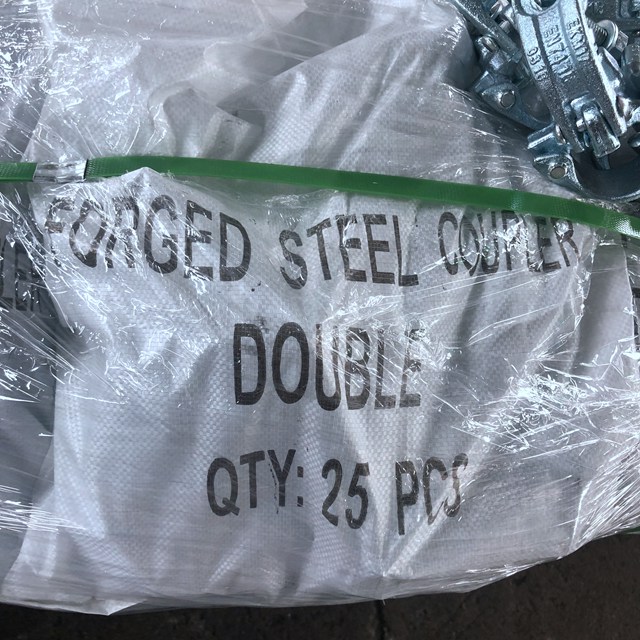 FORGED STEEL COUPLER
DOUBLE
QTY: 25 PCS